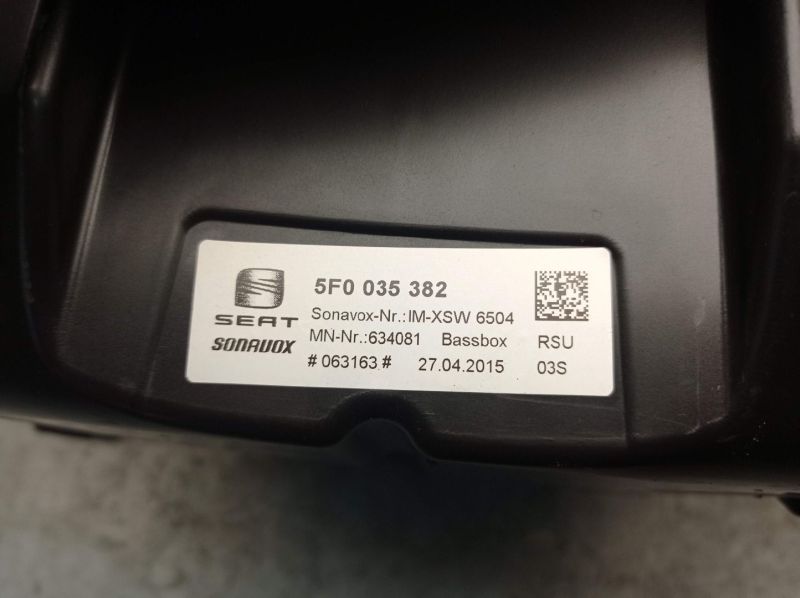 5F0 035 382
SEAT
Sonavox-Nr.:IM-XSW 6504
SONAVOX
MN-Nr.:634081 Bassbox RSU
# 063163 # 27.04.2015 03S